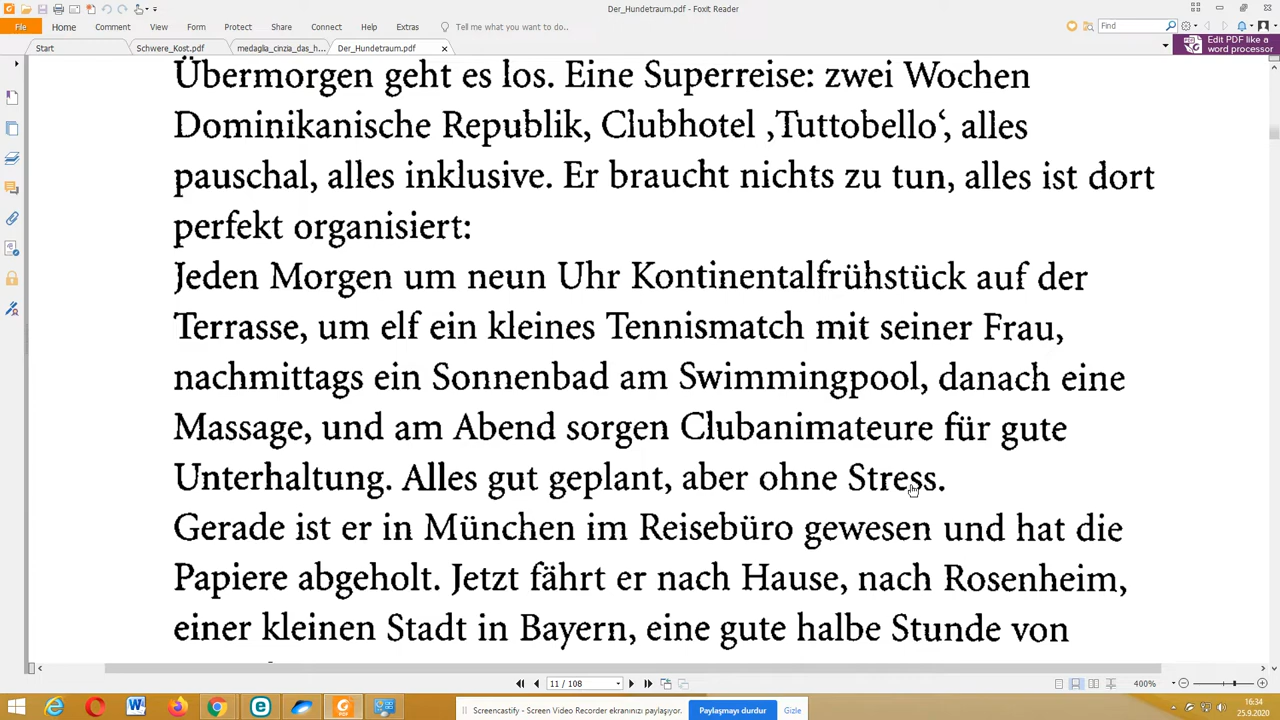 Der_Hundetraum.pdf - Foxit Reader
File Home Comment View Form Protect Share Connect Help Extras Tell me what you want to do.. Find
Start Schwere_Kost.pdf medaglia_cinzia_das_h... Der_Hundetraum.pdf
Edit PDF like a
word processor
Übermorgen geht es los. Eine Superreise: zwei Wochen
Dominikanische Republik, Clubhotel ‚Tuttobello‘, alles
pauschal, alles inklusive. Er braucht nichts zu tun, alles ist dort
perfekt organisiert:
Jeden Morgen um neun Uhr Kontinentalfrühstück auf der
Terrasse, um elf ein kleines Tennismatch mit seiner Frau,
nachmittags ein Sonnenbad am Swimmingpool, danach eine
Massage, und am Abend sorgen Clubanimateure für gute
Unterhaltung. Alles gut geplant, aber ohne Stress.
Gerade ist er in München im Reisebüro gewesen und hat die
Papiere abgeholt. Jetzt fährt er nach Hause, nach Rosenheim,
einer kleinen Stadt in Bayern, eine gute halbe Stunde von
11 / 108 400%
Screencastify - Screen Video Recorder ekranınızı paylaşıyor. Paylaşmayı durdur Gizle
16:34
25.9.2020